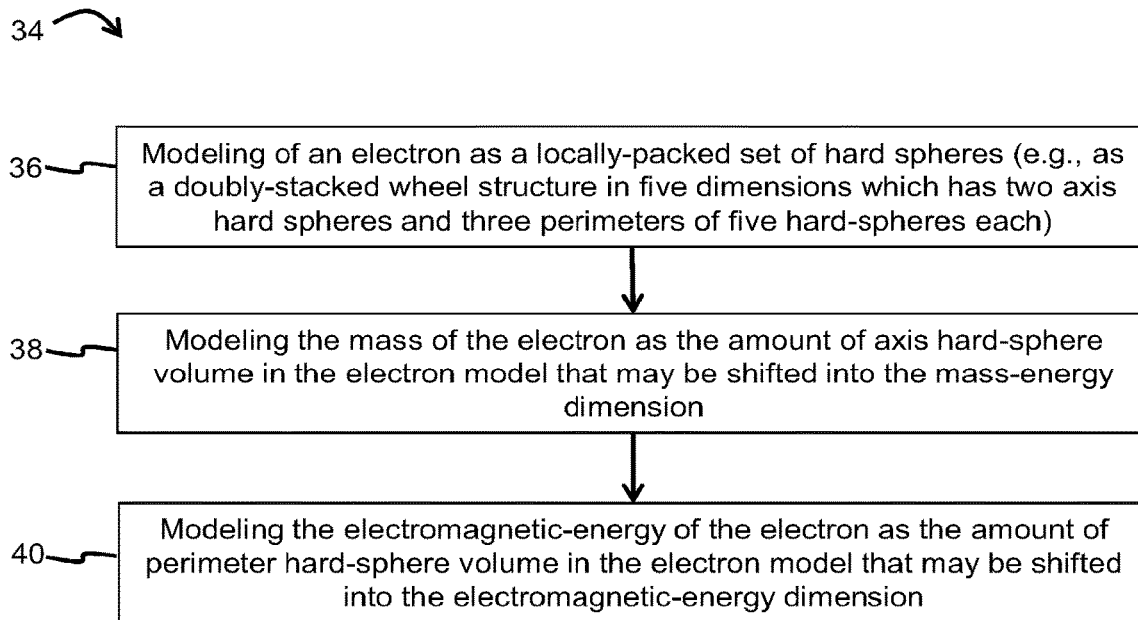 34
36
Modeling of an electron as a locally-packed set of hard spheres (e.g., as
a doubly-stacked wheel structure in five dimensions which has two axis
hard spheres and three perimeters of five hard-spheres each)
38
Modeling the mass of the electron as the amount of axis hard-sphere
volume in the electron model that may be shifted into the mass-energy
dimension
40
Modeling the electromagnetic-energy of the electron as the amount of
perimeter hard-sphere volume in the electron model that may be shifted
into the electromagnetic-energy dimension